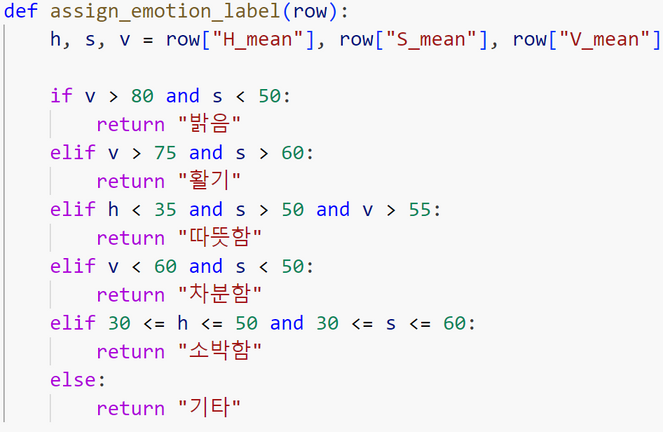 def assign_emotion_label(row):
    h, s, v = row["H_mean"], row["S_mean"], row["V_mean"]

    if v > 80 and s < 50:
        return "밝음"
    elif v > 75 and s > 60:
        return "활기"
    elif h < 35 and s > 50 and v > 55:
        return "따뜻함"
    elif v < 60 and s < 50:
        return "차분함"
    elif 30 <= h <= 50 and 30 <= s <= 60:
        return "소박함"
    else:
        return "기타"